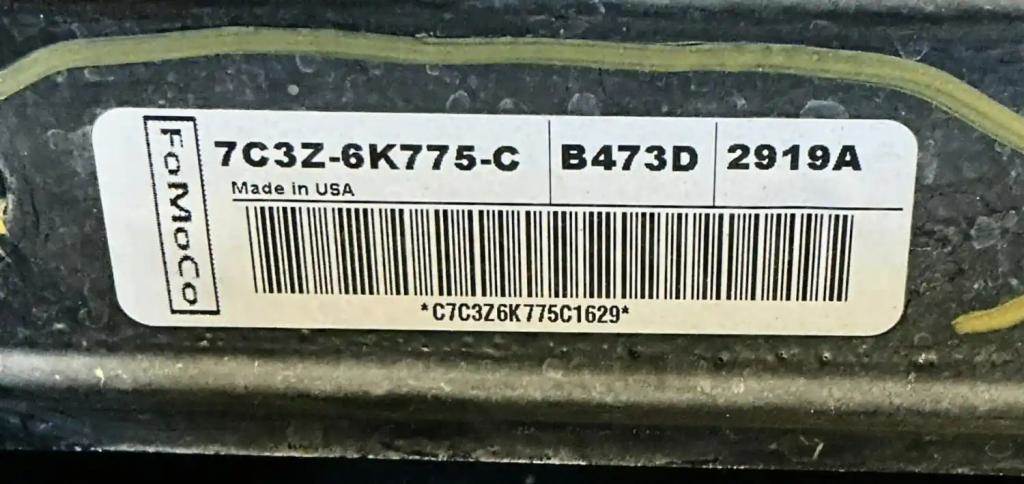 FoMoCo
7C3Z-6K775-C B473D 2919A
Made in USA
*C7C3Z6K775C1629*